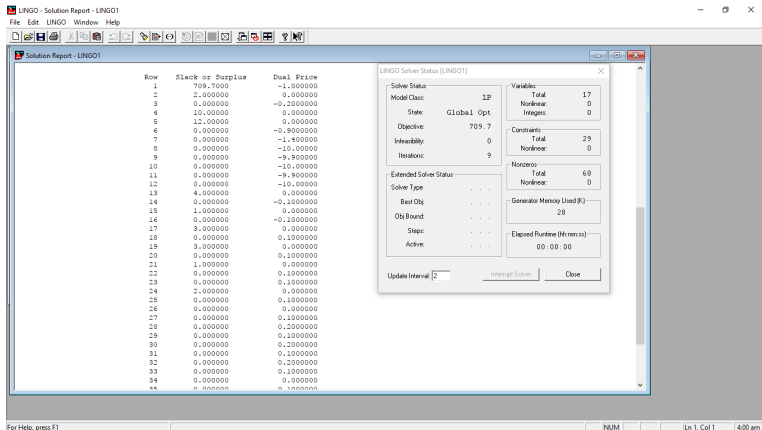 LINGO - Solution Report - LINGO1
File Edit LINGO Window Help
Solution Report - LINGO1
Row Slack or Surplus Dual Price
1 709.7000 -1.000000
2 2.000000 0.000000
3 0.000000 -0.2000000
4 10.00000 0.000000
5 12.00000 0.000000
6 0.000000 -0.9000000
7 0.000000 -1.400000
8 0.000000 -10.00000
9 0.000000 -9.900000
10 0.000000 -10.00000
11 0.000000 -9.900000
12 0.000000 -10.00000
13 4.000000 0.000000
14 0.000000 -0.1000000
15 1.000000 0.000000
16 0.000000 -0.1000000
17 3.000000 0.000000
18 0.000000 0.1000000
19 3.000000 0.000000
20 0.000000 0.1000000
21 1.000000 0.000000
22 0.000000 0.1000000
23 0.000000 0.1000000
24 2.000000 0.000000
25 0.000000 0.1000000
26 0.000000 0.000000
27 0.000000 0.1000000
28 0.000000 0.2000000
29 0.000000 0.1000000
30 0.000000 0.2000000
31 0.000000 0.1000000
32 0.000000 0.2000000
33 0.000000 0.1000000
34 0.000000 0.000000
35 0.000000 0.1000000
LINGO Solver Status [LINGO1]
Solver Status
Model Class: LP
State: Global Opt
Objective: 709.7
Infeasibility: 0
Iterations: 9
Extended Solver Status
Solver Type . . .
Best Obj: . . .
Obj Bound: . . .
Steps: . . .
Active: . . .
Variables
Total: 17
Nonlinear: 0
Integers: 0
Constraints
Total: 29
Nonlinear: 0
Nonzeros
Total: 68
Nonlinear: 0
Generator Memory Used (K)
28
Elapsed Runtime (hh:mm:ss)
00:00:00
Update Interval: 2 Interrupt Solver Close
For Help, press F1 NUM Ln 1, Col 1 4:00 am